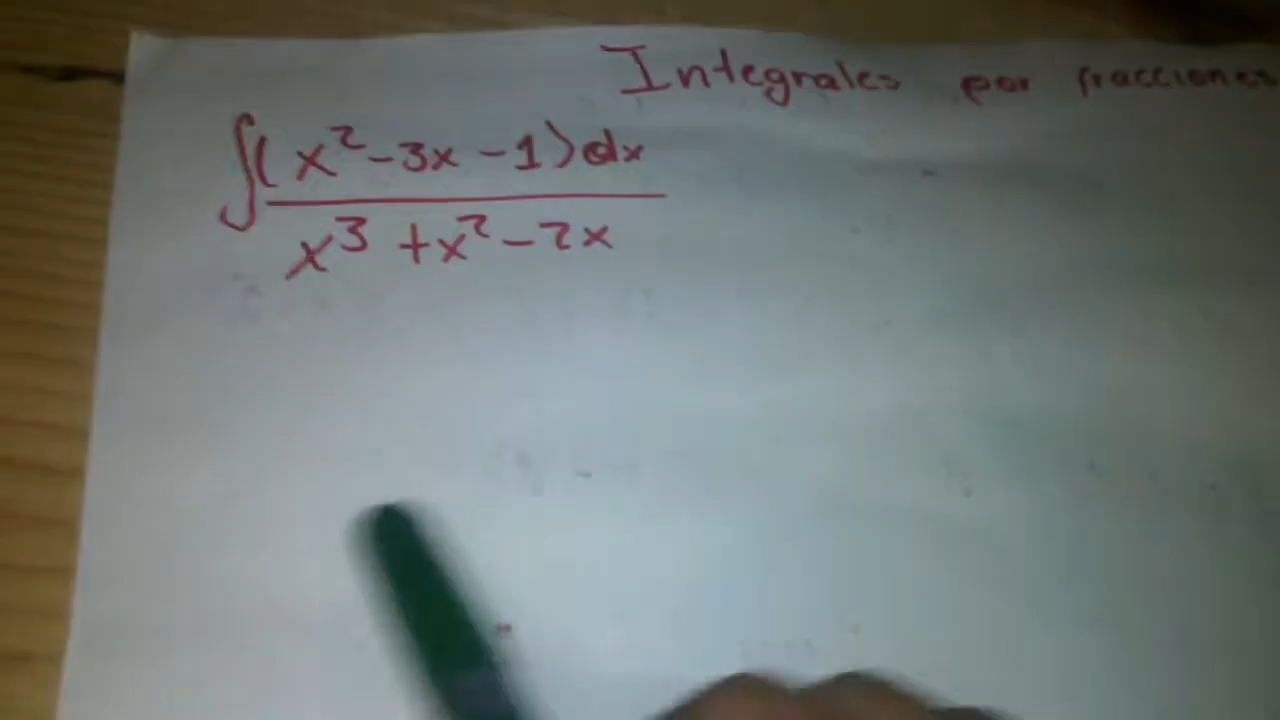 Integrales por fracciones
∫(x²-3x-1)dx
x³+x²-2x